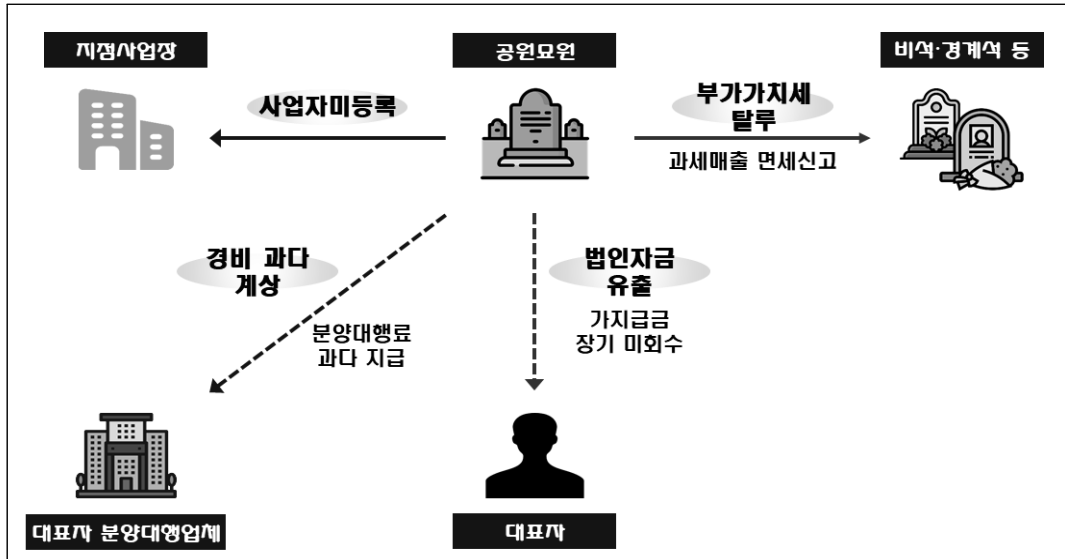 지점사업장
공원묘원
비석·경계석 등
사업자미등록
부가가치세
탈루
과세매출 면세신고
경비 과다
계상
분양대행료
과다 지급
법인자금
유출
가지급금
장기 미회수
대표자 분양대행업체
대표자